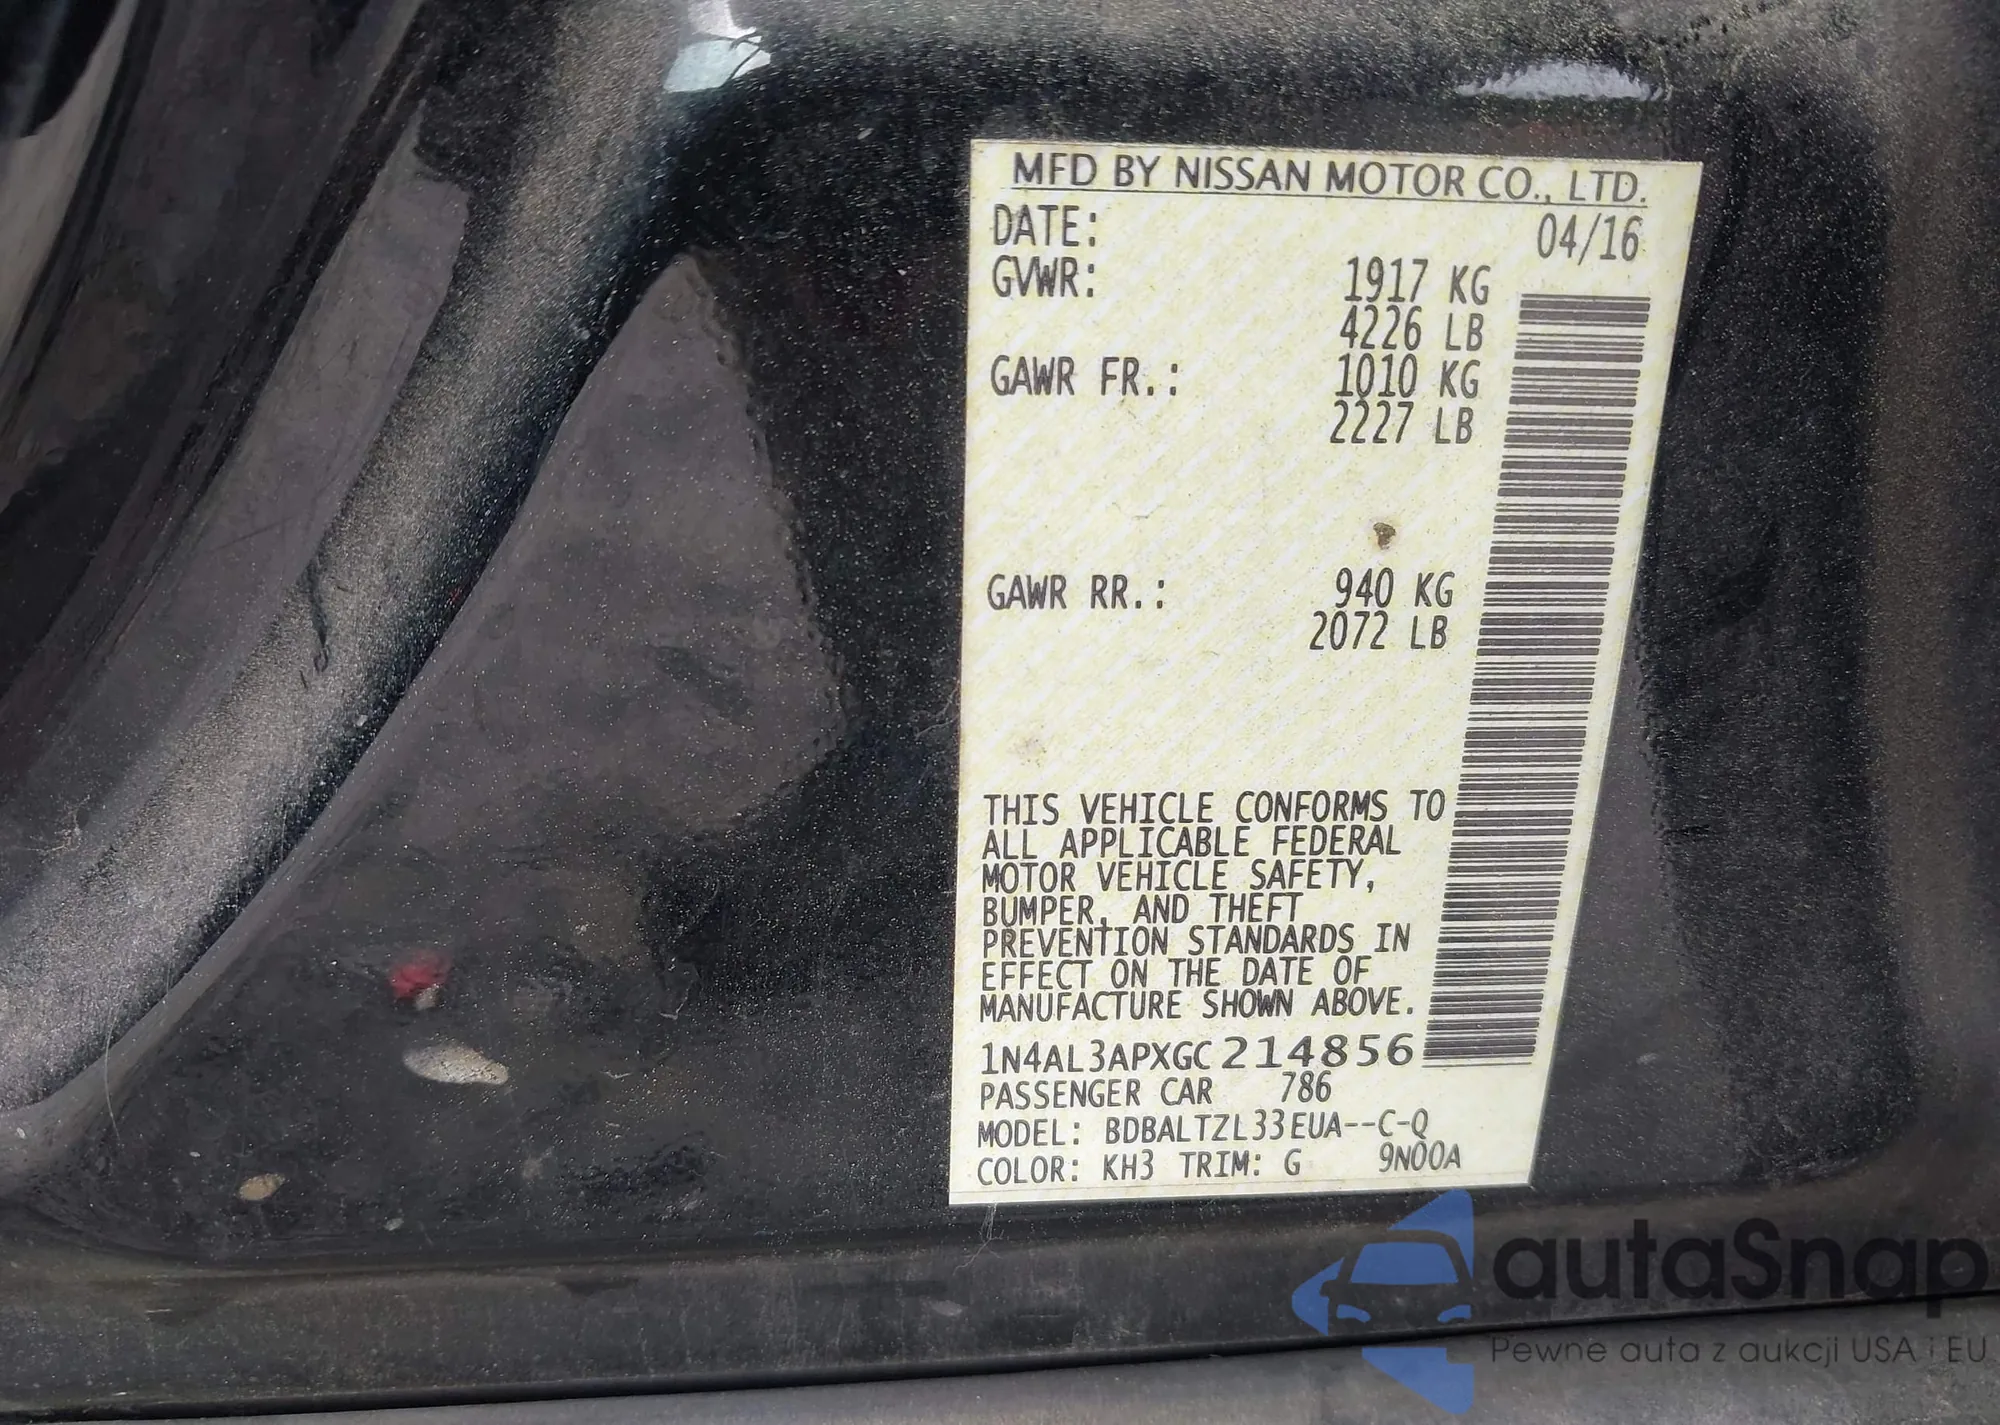 MFD BY NISSAN MOTOR CO., LTD.
DATE: 04/16
GVWR: 1917 KG
4226 LB
GAWR FR.: 1010 KG
2227 LB
GAWR RR.: 940 KG
2072 LB
THIS VEHICLE CONFORMS TO
ALL APPLICABLE FEDERAL
MOTOR VEHICLE SAFETY,
BUMPER, AND THEFT
PREVENTION STANDARDS IN
EFFECT ON THE DATE OF
MANUFACTURE SHOWN ABOVE.
1N4AL3APXGC214856
PASSENGER CAR 786
MODEL: BDBALTZL33EUA--C-Q
COLOR: KH3 TRIM: G 9N00A
autaSnap
Pewne auta z aukcji USA i EU